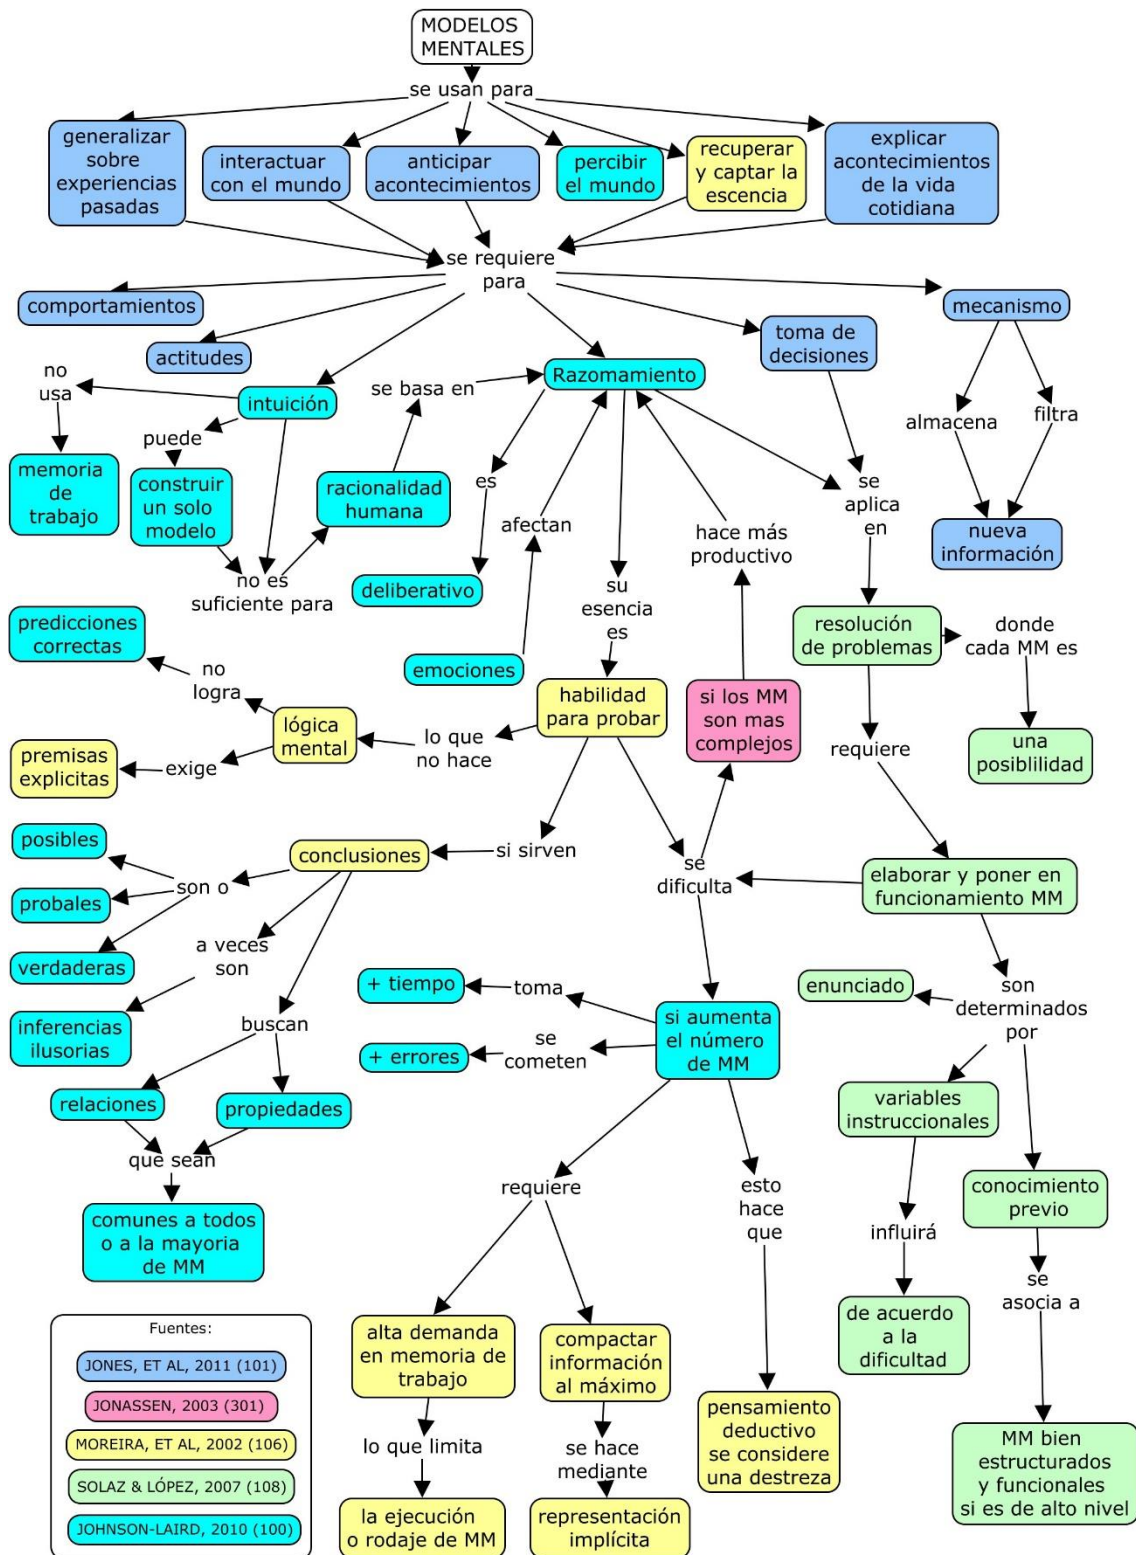 MODELOS
MENTALES
se usan para
generalizar
sobre
experiencias
pasadas
interactuar
con el mundo
anticipar
acontecimientos
percibir
el mundo
recuperar
y captar la
escencia
explicar
acontecimientos
de la vida
cotidiana
se requiere
para
comportamientos
actitudes
toma de
decisiones
mecanismo
no
usa
intuición
se basa en
Razomamiento
almacena
filtra
puede
memoria
de
trabajo
construir
un solo
modelo
racionalidad
humana
es
afectan
hace más
productivo
se
aplica
en
nueva
información
no es
suficiente para
deliberativo
su
esencia
es
predicciones
correctas
emociones
resolución
de problemas
donde
cada MM es
no
logra
lógica
mental
lo que
no hace
habilidad
para probar
si los MM
son mas
complejos
requiere
una
posiblilidad
premisas
explicitas
exige
posibles
conclusiones
si sirven
se
dificulta
elaborar y poner en
funcionamiento MM
son o
probales
verdaderas
a veces
son
+ tiempo
toma
enunciado
son
determinados
por
inferencias
ilusorias
buscan
+ errores
se
cometen
si aumenta
el número
de MM
relaciones
propiedades
variables
instruccionales
que sean
requiere
esto
hace
que
conocimiento
previo
comunes a todos
o a la mayoria
de MM
influirá
se
asocia a
de acuerdo
a la
dificultad
alta demanda
en memoria de
trabajo
compactar
información
al máximo
pensamiento
deductivo
se considere
una destreza
lo que limita
se hace
mediante
MM bien
estructurados
y funcionales
si es de alto nivel
la ejecución
o rodaje de MM
representación
implícita
Fuentes:
JONES, ET AL, 2011 (101)
JONASSEN, 2003 (301)
MOREIRA, ET AL, 2002 (106)
SOLAZ & LÓPEZ, 2007 (108)
JOHNSON-LAIRD, 2010 (100)